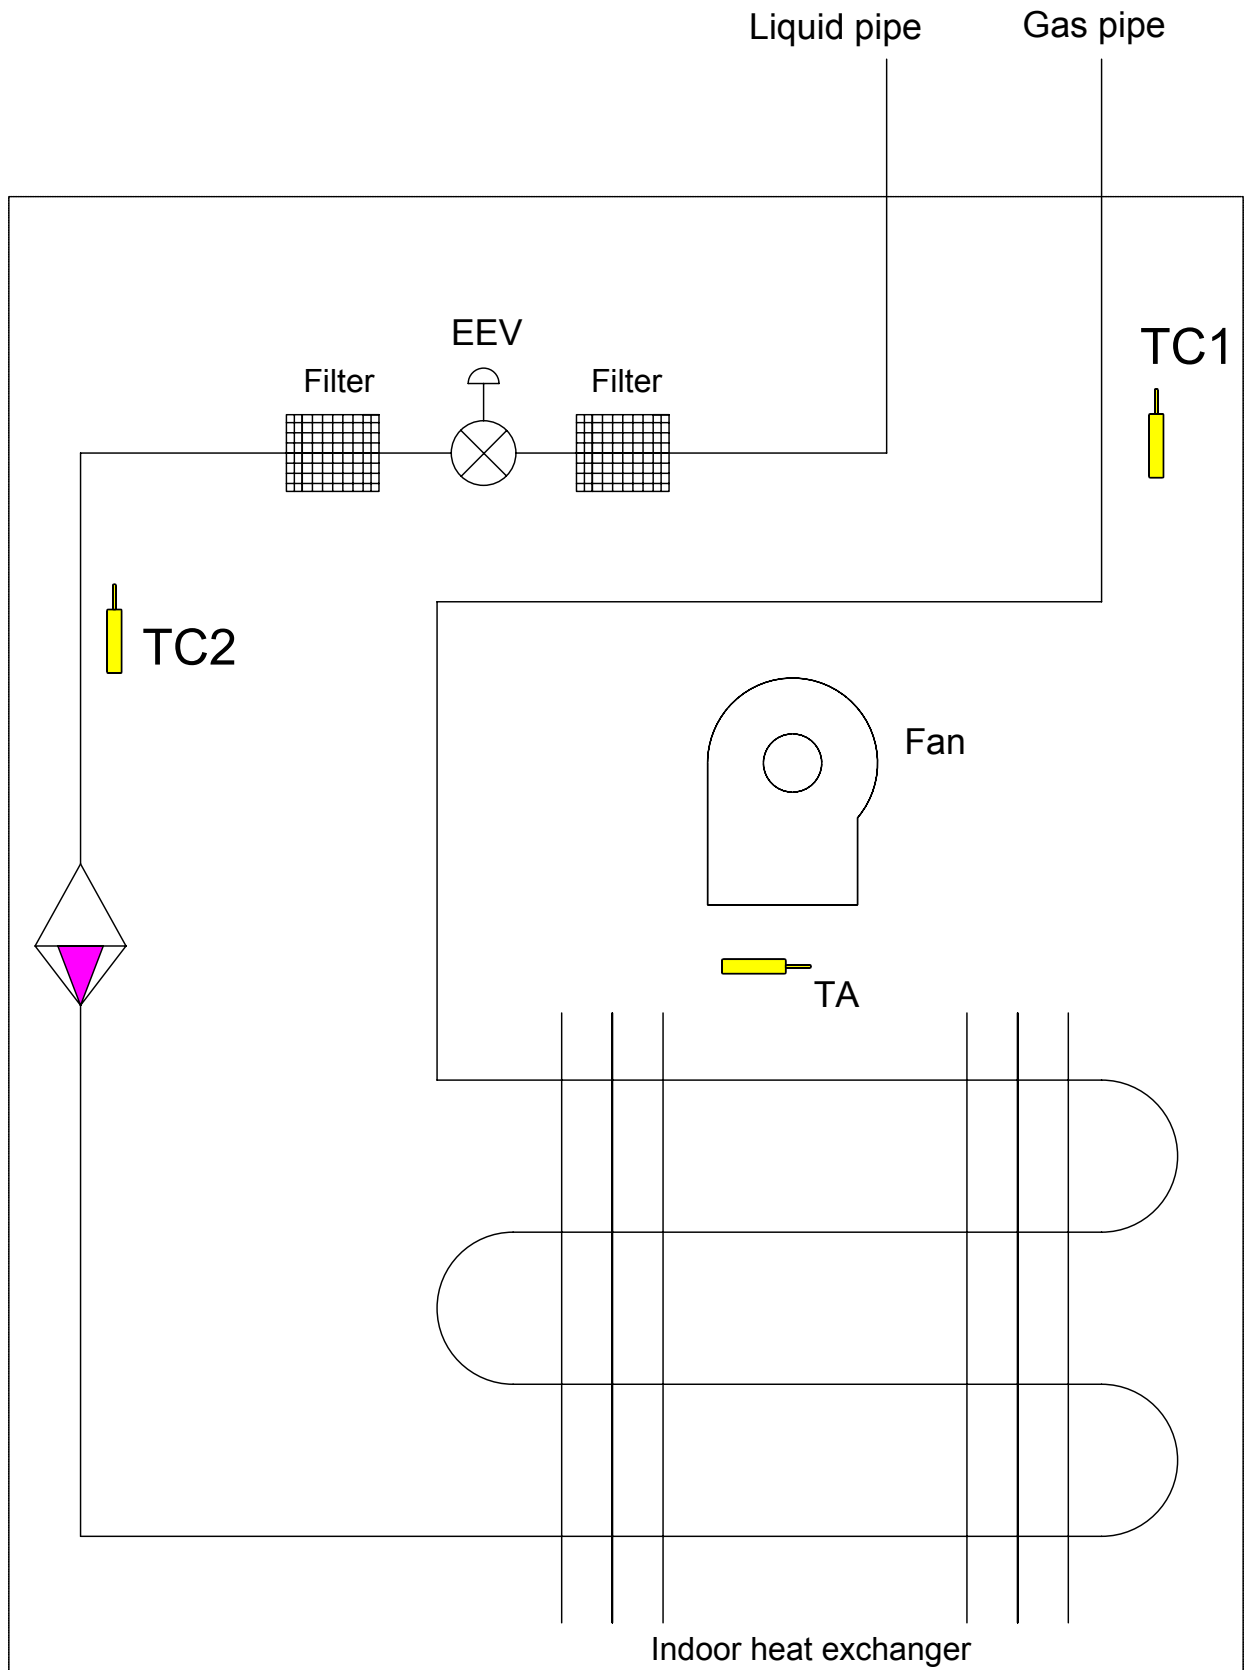 Liquid pipe
Gas pipe
EEV
TC1
Filter
Filter
TC2
Fan
TA
Indoor heat exchanger